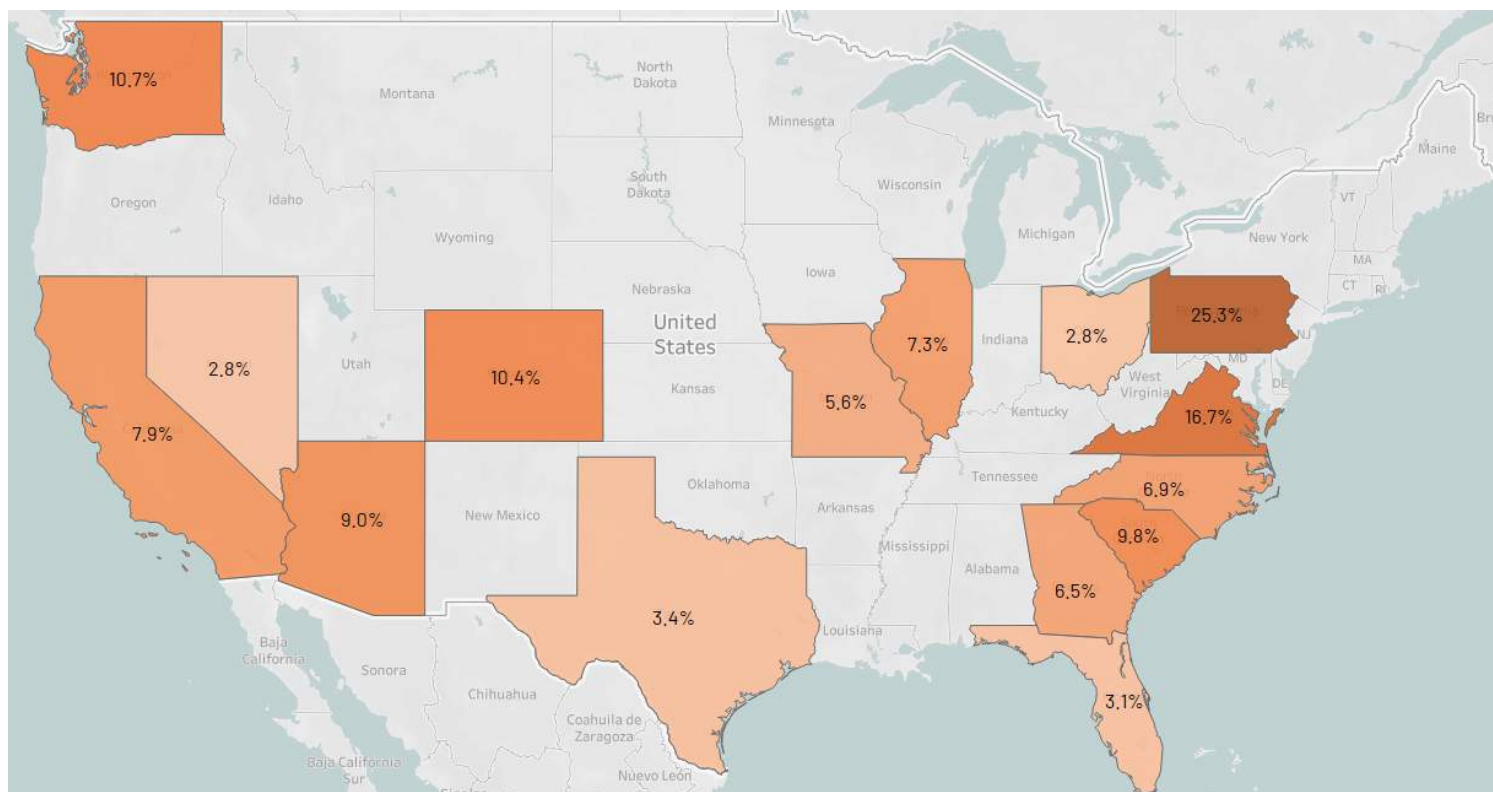 10.7%
Montana
North
Dakota
Minnesota
Bru
Maine
Oregon
Idaho
South
Dakota
Wisconsin
VT
Wyoming
Michigan
New York
Iowa
MA
CT
RI
Nebraska
United
States
25.3%
2.8%
Utah
10.4%
Kansas
7.3%
Indiana
2.8%
NJ
MD
DE
West
Virginia
7.9%
5.6%
Kentucky
16.7%
9.0%
New Mexico
Oklahoma
Arkansas
Tennessee
6.9%
Mississippi
Alabama
9.8%
6.5%
3.4%
Louisiana
Baja
California
Sonora
Chihuahua
3.1%
Coahuila de
Zaragoza
Baja California
Sur
Nuevo León